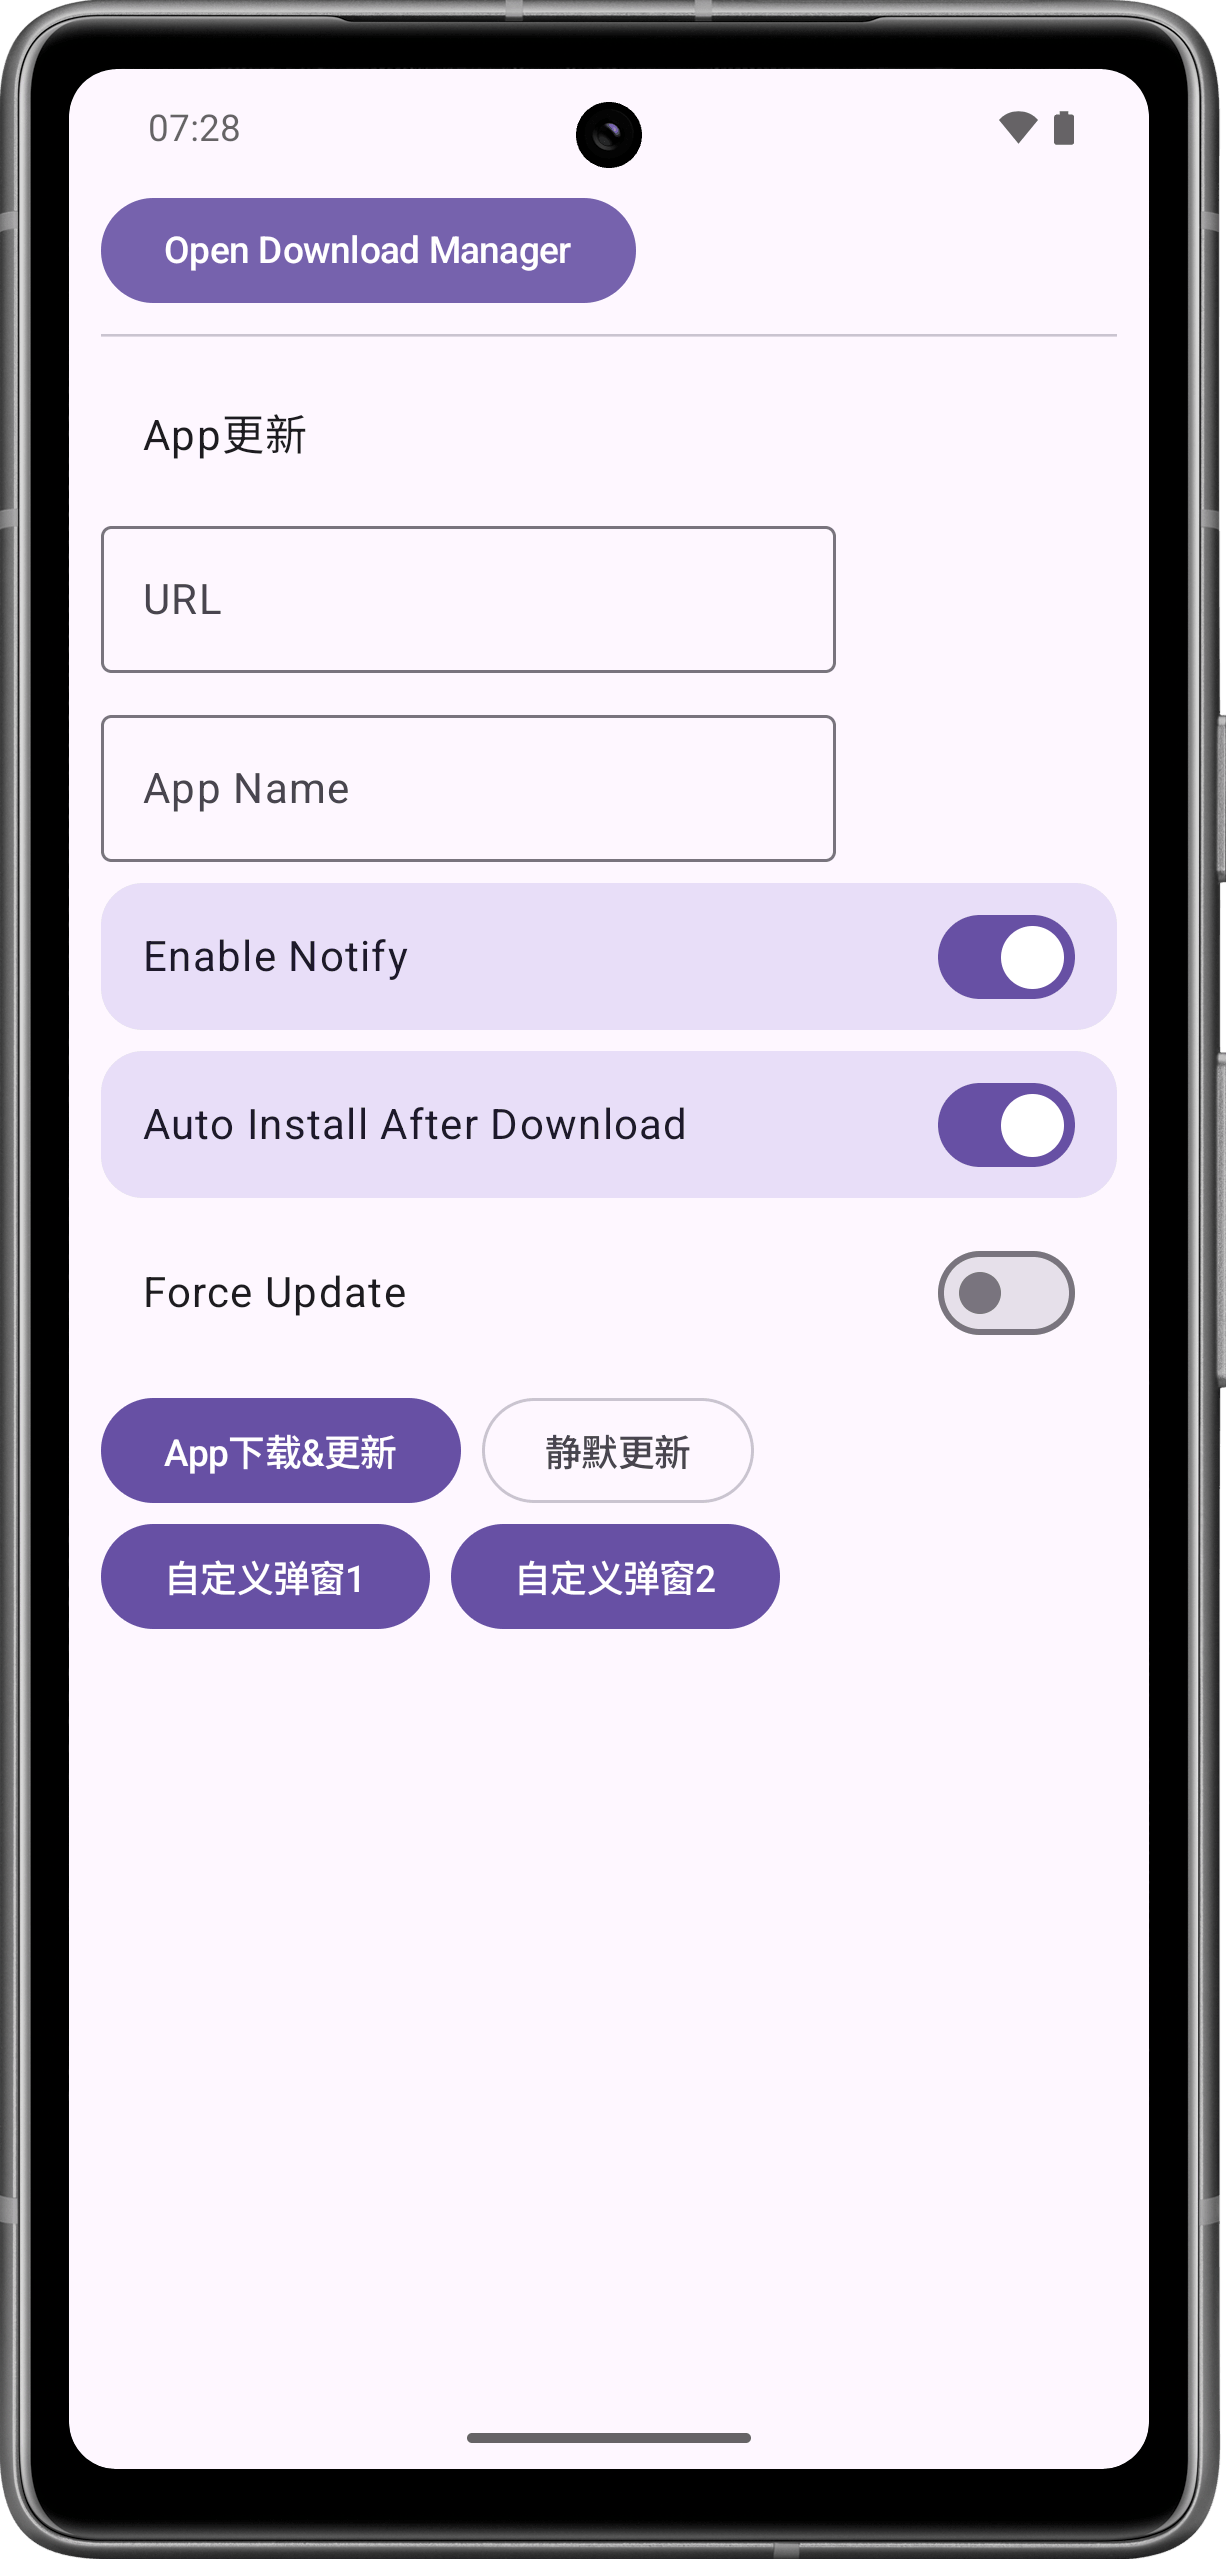 07:28
Open Download Manager
App更新
URL
App Name
Enable Notify
Auto Install After Download
Force Update
App下载&更新 静默更新
自定义弹窗1 自定义弹窗2